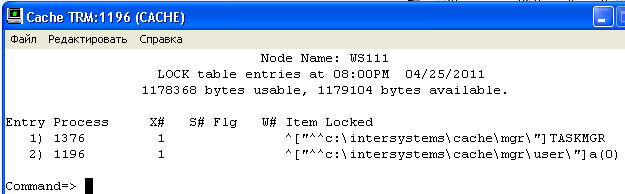 Cache TRM:1196 (CACHE)
Файл Редактировать Справка
Node Name: WS111
LOCK table entries at 08:00PM 04/25/2011
1178368 bytes usable, 1179104 bytes available.
Entry Process X# S# Flg W# Item Locked
1) 1376 1 ^["^^c:\intersystems\cache\mgr\"]TASKMGR
2) 1196 1 ^["^^c:\intersystems\cache\mgr\user\"]a(0)
Command=>